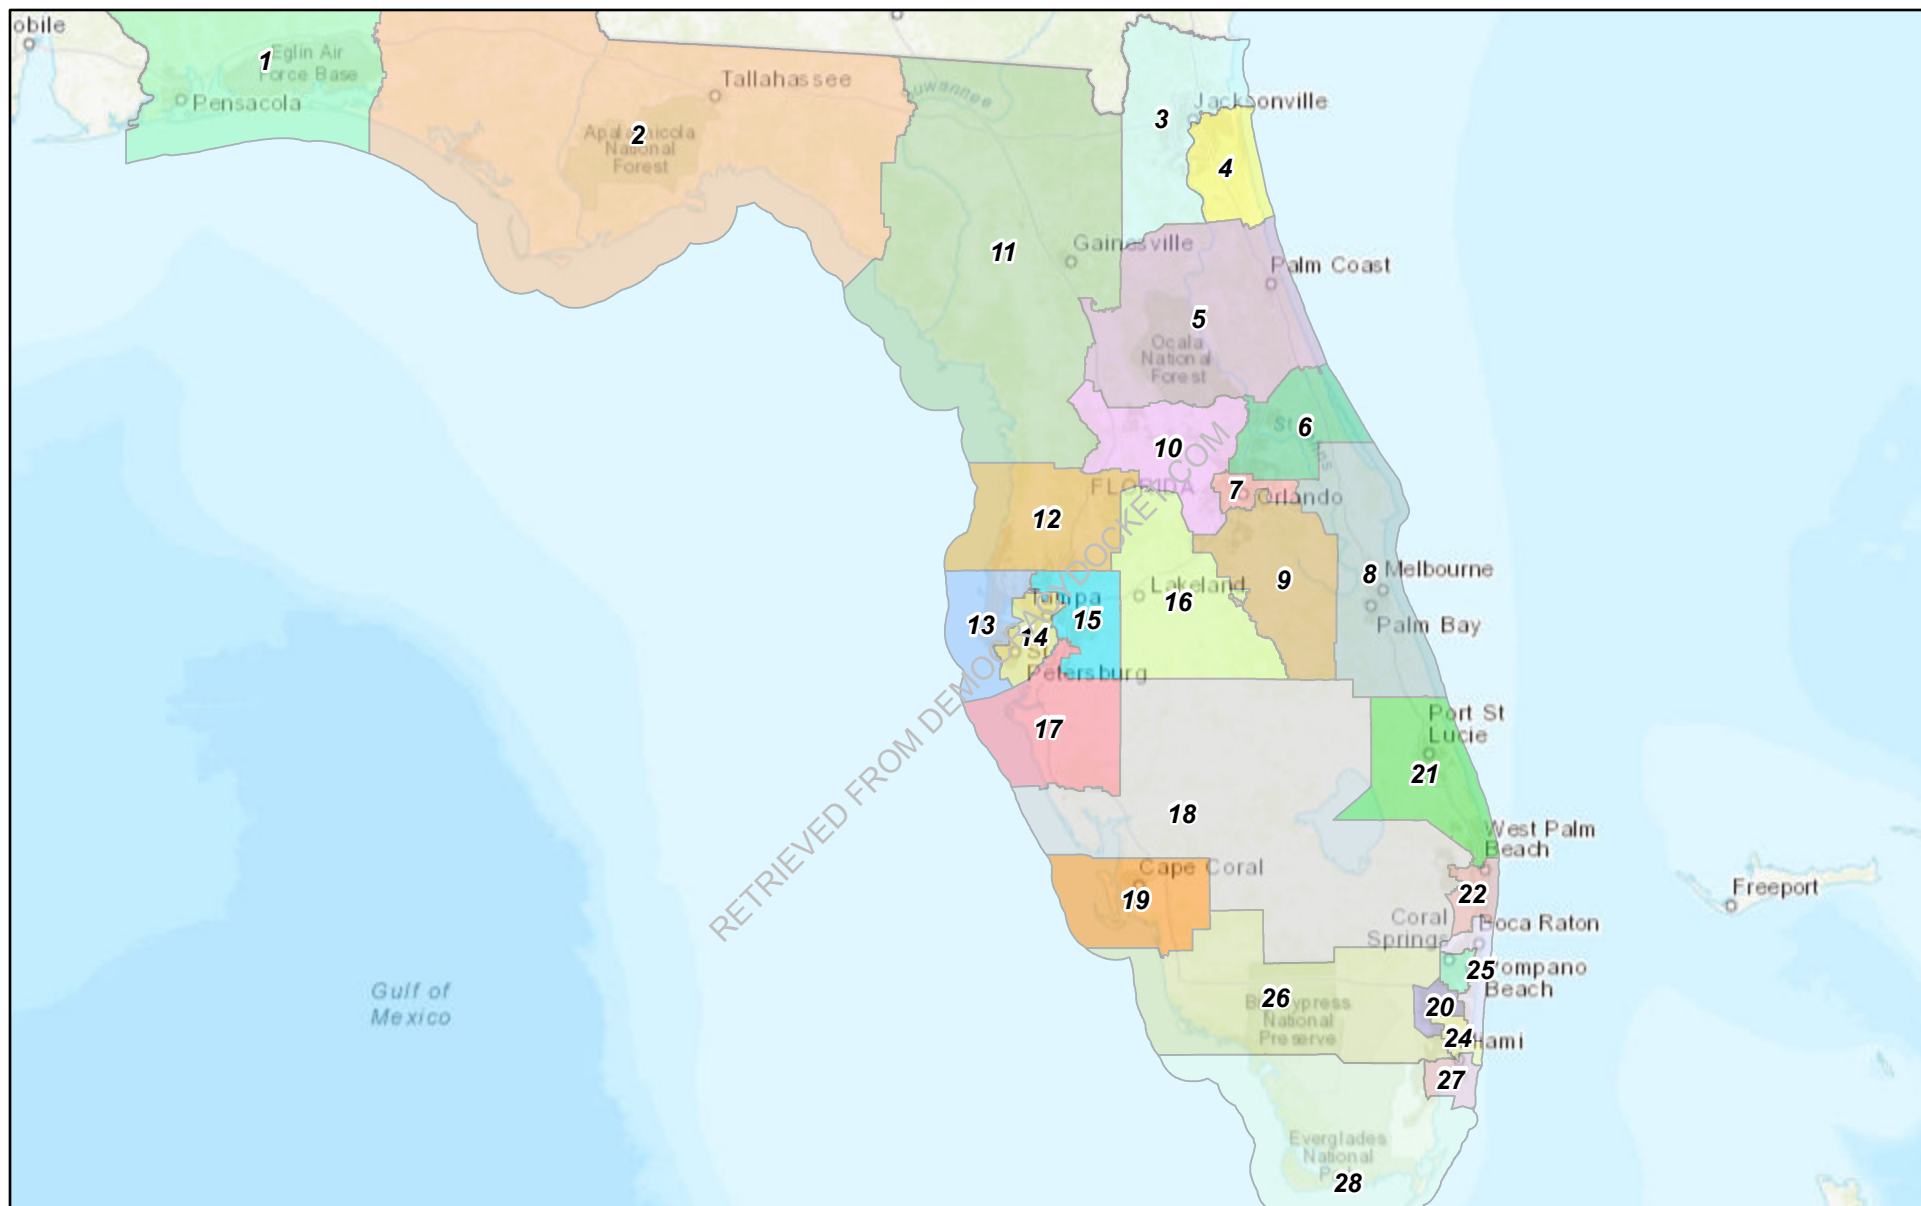 obile
1
Eglin Air
Force Base
Pensacola
Tallahassee
2
Apalachicola
National
Forest
Suwannee
3
Jacksonville
4
11
Gainesville
Palm Coast
5
Ocala
National
Forest
6
10
FLORIDA
7
Orlando
12
8
Melbourne
9
Lakeland
16
Tampa
13
15
14
St
Petersburg
Palm Bay
17
Port St
Lucie
21
18
West Palm
Beach
Cape Coral
19
22
Freeport
Coral
Springs
Boca Raton
25
Pompano
Beach
26
Big Cypress
National
Preserve
20
24
Miami
27
Gulf of
Mexico
Everglades
National
Park
28
RETRIEVED FROM DEMOCRACYDOCKET.COM